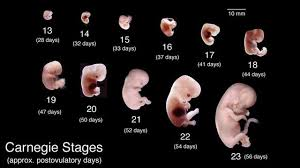 10 mm
13 14 15 16 17 18
(28 days) (32 days) (33 days) (37 days) (41 days) (44 days)
19 20 21 22 23 (56 days)
(47 days) (50 days) (52 days) (54 days)
Carnegie Stages
(approx. postovulatory days)